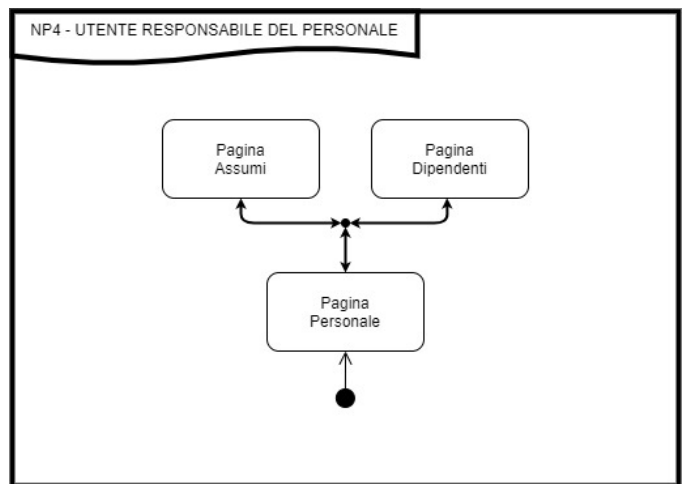 NP4 - UTENTE RESPONSABILE DEL PERSONALE
Pagina
Assumi
Pagina
Dipendenti
Pagina
Personale